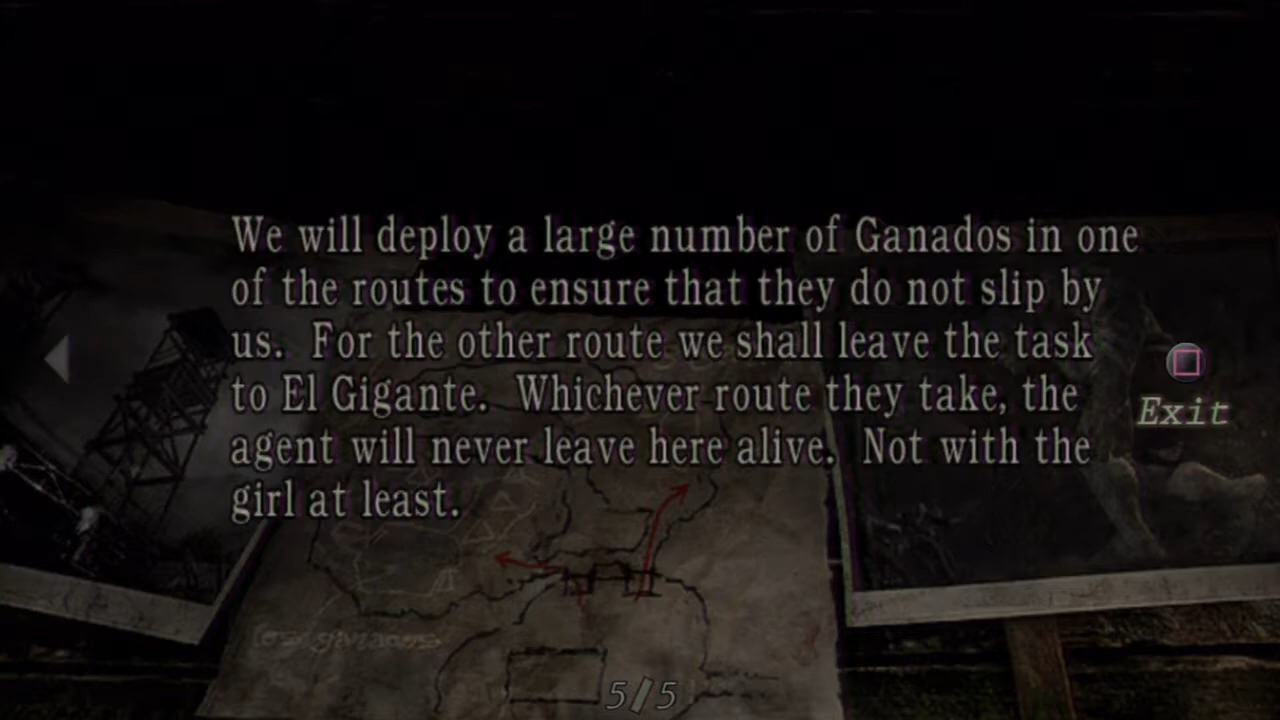 We will deploy a large number of Ganados in one
of the routes to ensure that they do not slip by
us. For the other route we shall leave the task
to El Gigante. Whichever route they take, the
agent will never leave here alive. Not with the
girl at least.
Exit
5/5